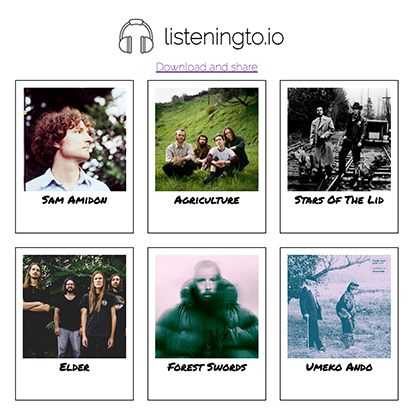 listeningto.io
Download and share
Sam Amidon
Agriculture
Stars Of The Lid
Elder
Forest Swords
Umeko Ando